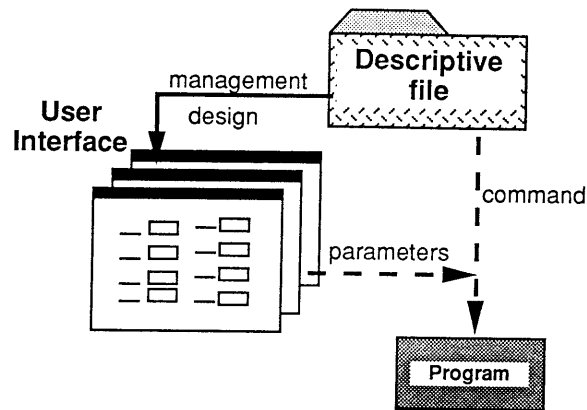 Descriptive
file
management
design
User
Interface
command
parameters
Program